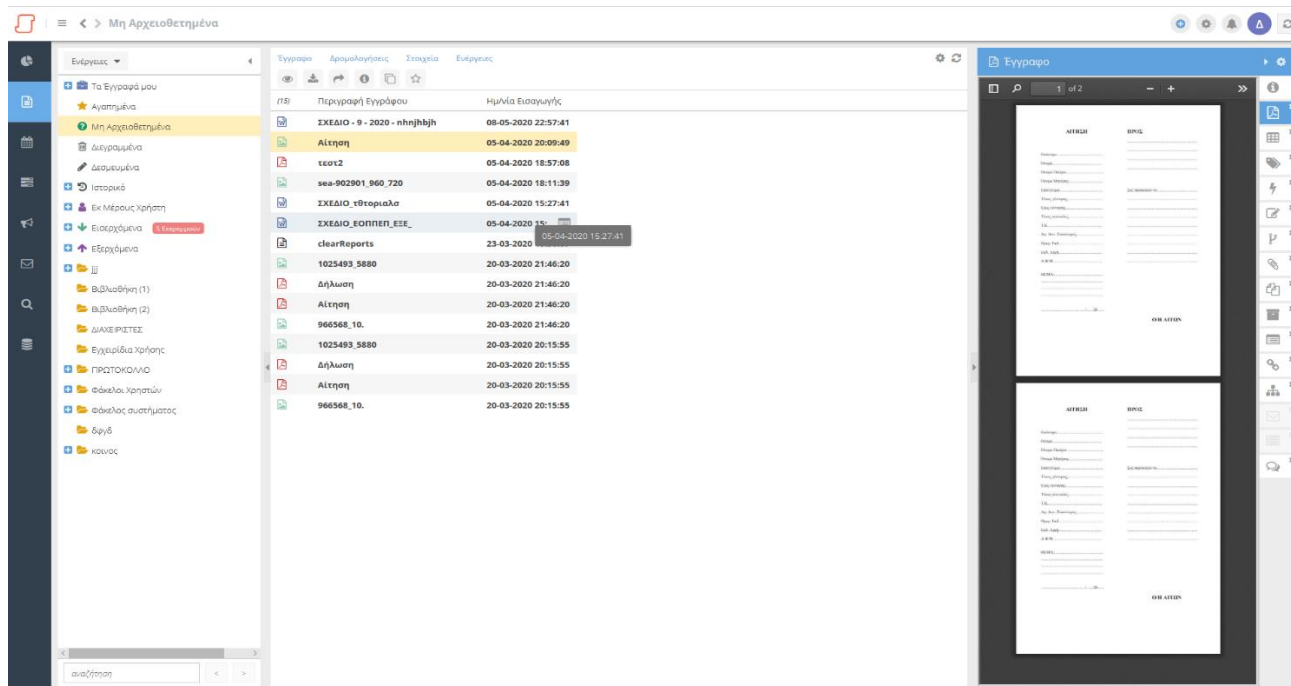 Μη Αρχειοθετημένα
Δ
Ενέργειες
Τα Έγγραφά μου
Αγαπημένα
Μη Αρχειοθετημένα
Διεγραμμένα
Δεσμευμένα
Ιστορικό
Εκ Μέρους Χρήστη
Εισερχόμενα
Εξερχόμενα
jjj
Βιβλιοθήκη (1)
Βιβλιοθήκη (2)
ΔΙΑΧΕΙΡΙΣΤΕΣ
Εγχειρίδια Χρήσης
ΠΡΩΤΟΚΟΛΛΟ
Φάκελοι Χρηστών
Φάκελος συστήματος
δφγδ
κοινος
αναζήτηση
Έγγραφο Δρομολογήσεις Στοιχεία Ενέργειες
(15) Περιγραφή Εγγράφου Ημ/νία Εισαγωγής
ΣΧΕΔΙΟ - 9 - 2020 - nhnjhbjh 08-05-2020 22:57:41
Αίτηση 05-04-2020 20:09:49
τεστ2 05-04-2020 18:57:08
sea-902901_960_720 05-04-2020 18:11:39
ΣΧΕΔΙΟ_τθτοριαλσ 05-04-2020 15:27:41
ΣΧΕΔΙΟ_ΕΟΠΠΕΠ_ΕΞΕ_ 05-04-2020 15:
05-04-2020 15:27:41
clearReports 23-03-2020
1025493_5880 20-03-2020 21:46:20
Δήλωση 20-03-2020 21:46:20
Αίτηση 20-03-2020 21:46:20
966568_10. 20-03-2020 21:46:20
1025493_5880 20-03-2020 20:15:55
Δήλωση 20-03-2020 20:15:55
Αίτηση 20-03-2020 20:15:55
966568_10. 20-03-2020 20:15:55
Έγγραφο
1 of 2
ΑΙΤΗΣΗ ΠΡΟΣ
Ο/Η ΑΙΤΩΝ
ΑΙΤΗΣΗ ΠΡΟΣ
Ο/Η ΑΙΤΩΝ